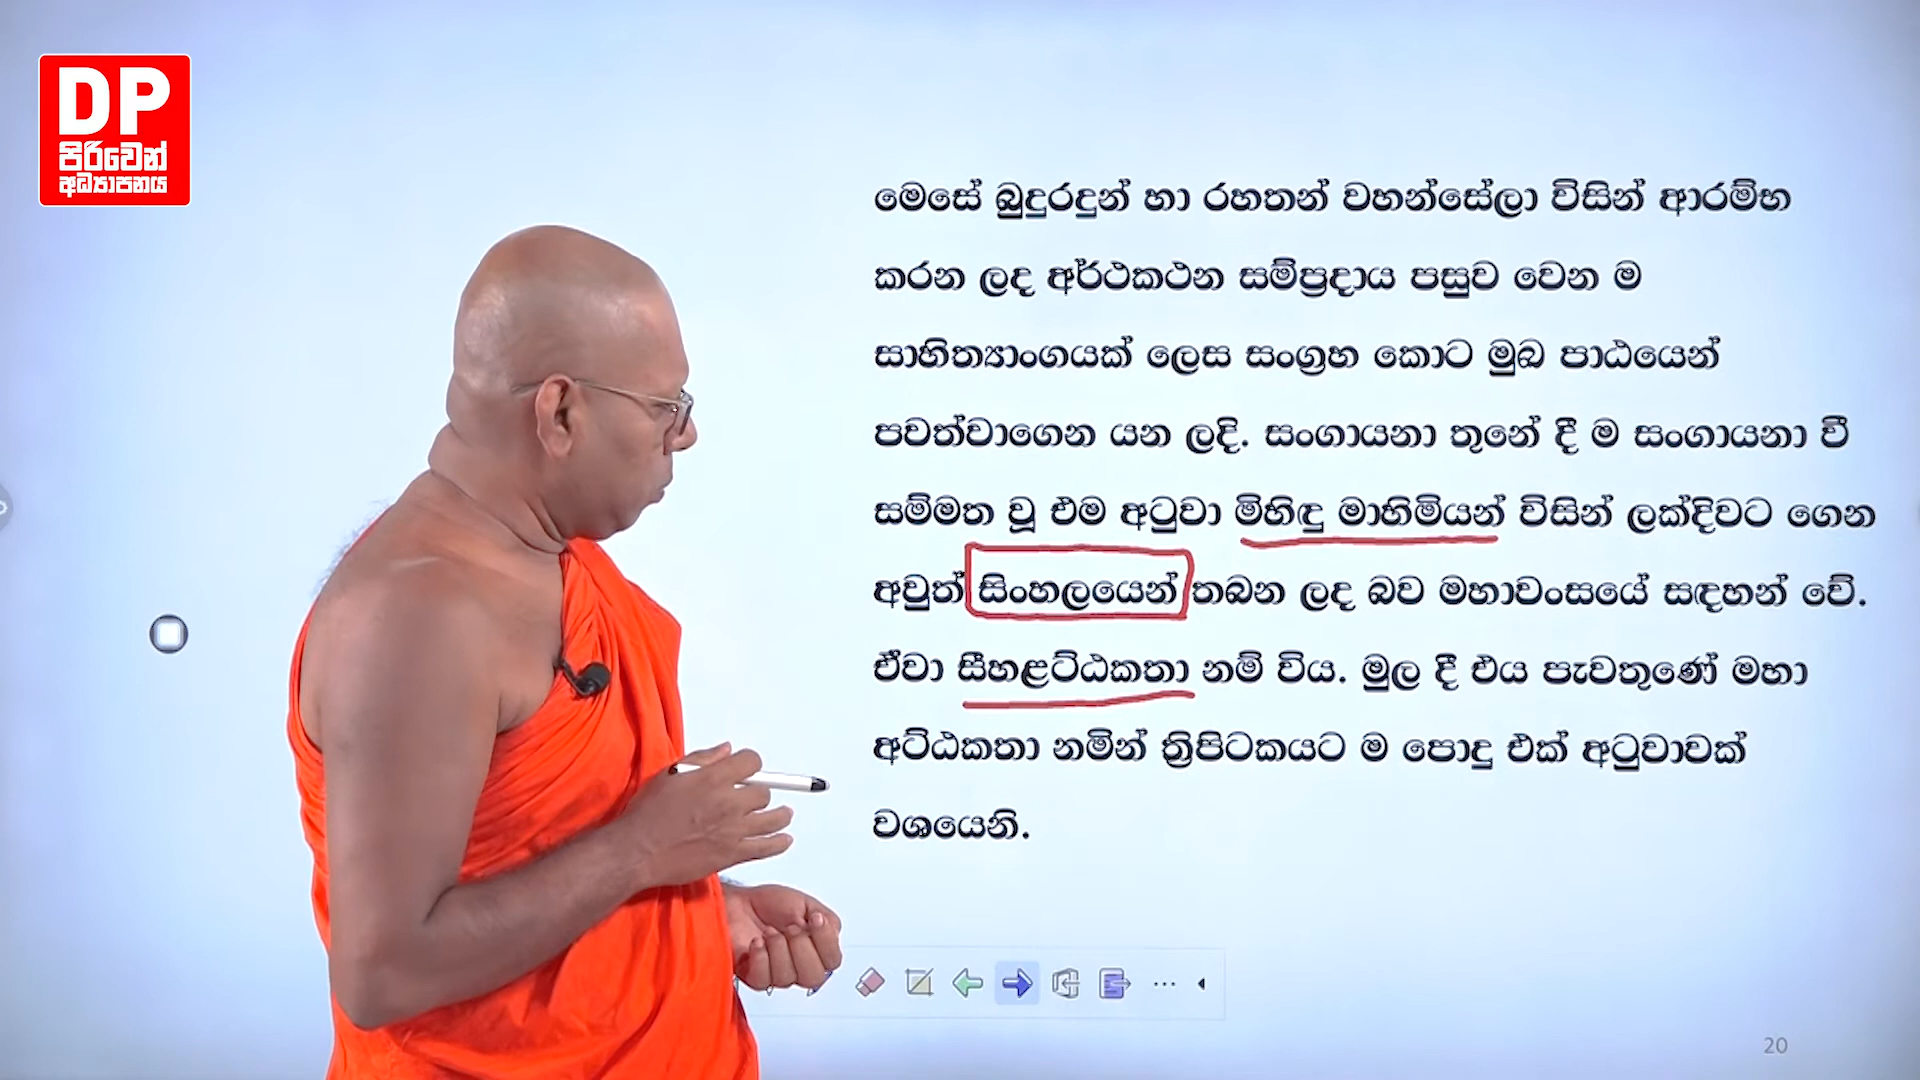 DP
පිරිවෙන්
අධ්‍යාපනය
මෙසේ බුදුරදුන් හා රහතන් වහන්සේලා විසින් ආරම්භ
කරන ලද අර්ථකථන සම්ප්‍රදාය පසුව වෙන ම
සාහිත්‍යාංගයක් ලෙස සංග්‍රහ කොට මුඛ පාඨයෙන්
පවත්වාගෙන යන ලදි. සංගායනා තුනේ දී ම සංගායනා වී
සම්මත වූ එම අටුවා මිහිඳු මාහිමියන් විසින් ලක්දිවට ගෙන
අවුත් සිංහලයෙන් තබන ලද බව මහාවංසයේ සඳහන් වේ.
ඒවා සීහළට්ඨකතා නම් විය. මුල දී එය පැවතුණේ මහා
අට්ඨකතා නමින් ත්‍රිපිටකයට ම පොදු එක් අටුවාවක්
වශයෙනි.
20